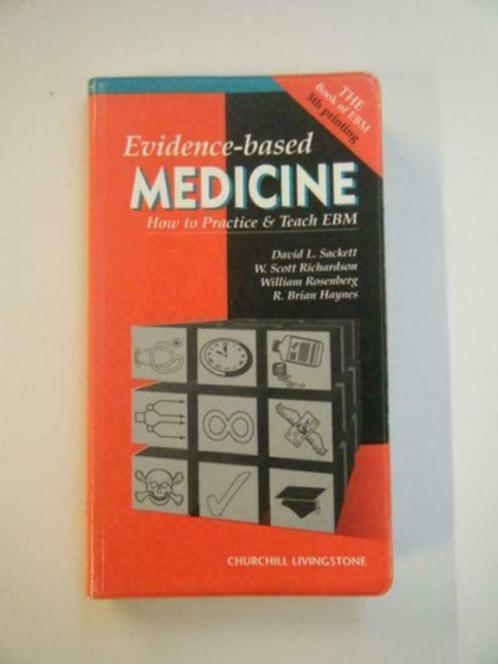 THE
Book of EBM
5th printing
Evidence-based
MEDICINE
How to Practice & Teach EBM
David L. Sackett
W. Scott Richardson
William Rosenberg
R. Brian Haynes
CHURCHILL LIVINGSTONE